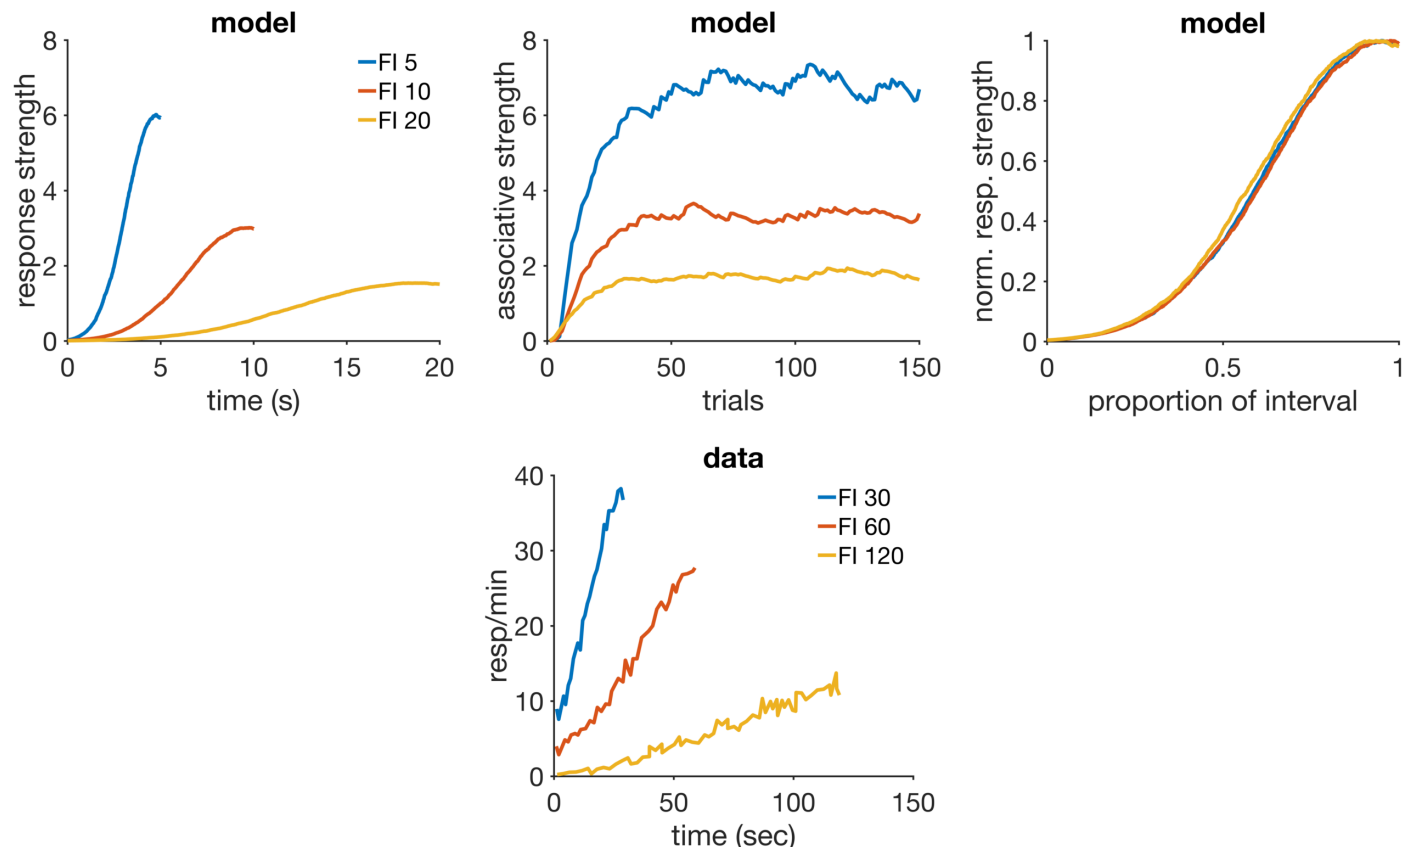 model
response strength
8
6
4
2
0
0 5 10 15 20
time (s)
FI 5
FI 10
FI 20
model
associative strength
8
6
4
2
0
0 50 100 150
trials
model
norm. resp. strength
1
0.8
0.6
0.4
0.2
0
0 0.5 1
proportion of interval
data
resp/min
40
30
20
10
0
0 50 100 150
time (sec)
FI 30
FI 60
FI 120